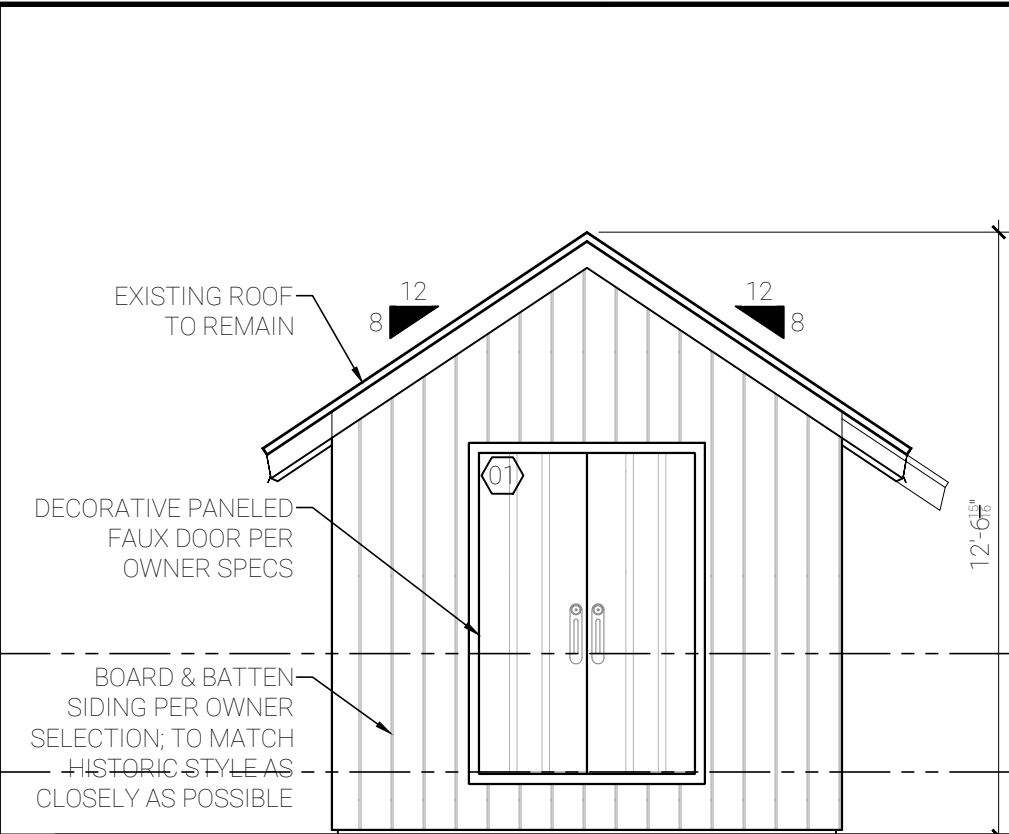 EXISTING ROOF
TO REMAIN
12
8
12
8
01
DECORATIVE PANELED
FAUX DOOR PER
OWNER SPECS
12'-6 15/16"
BOARD & BATTEN
SIDING PER OWNER
SELECTION; TO MATCH
HISTORIC STYLE AS
CLOSELY AS POSSIBLE